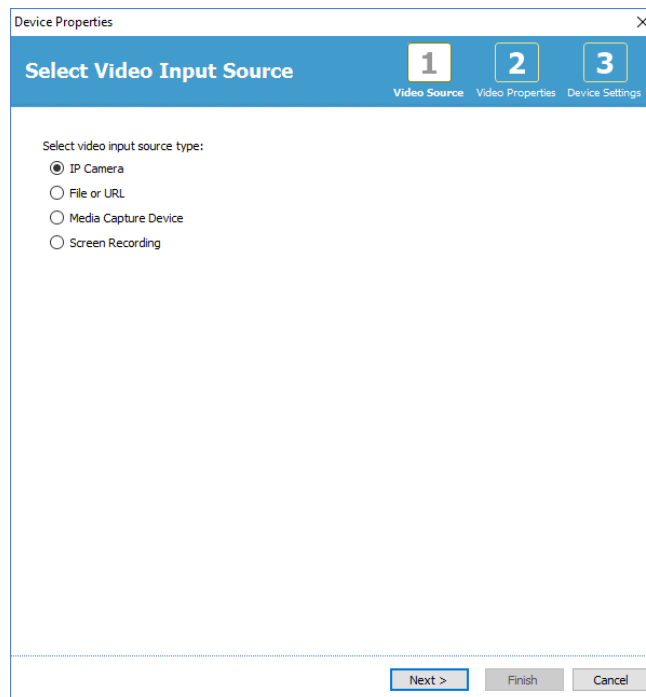 Device Properties
Select Video Input Source
1 2 3
Video Source Video Properties Device Settings
Select video input source type:
IP Camera
File or URL
Media Capture Device
Screen Recording
Next > Finish Cancel